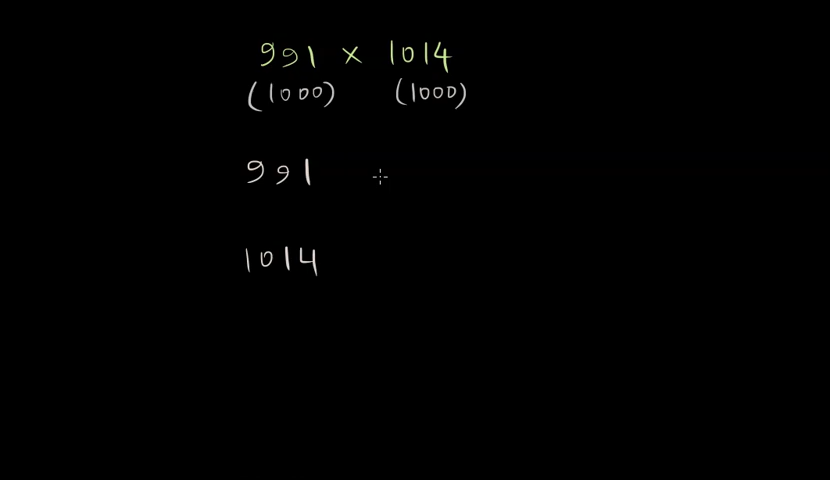 991 × 1014
(1000) (1000)
991
1014